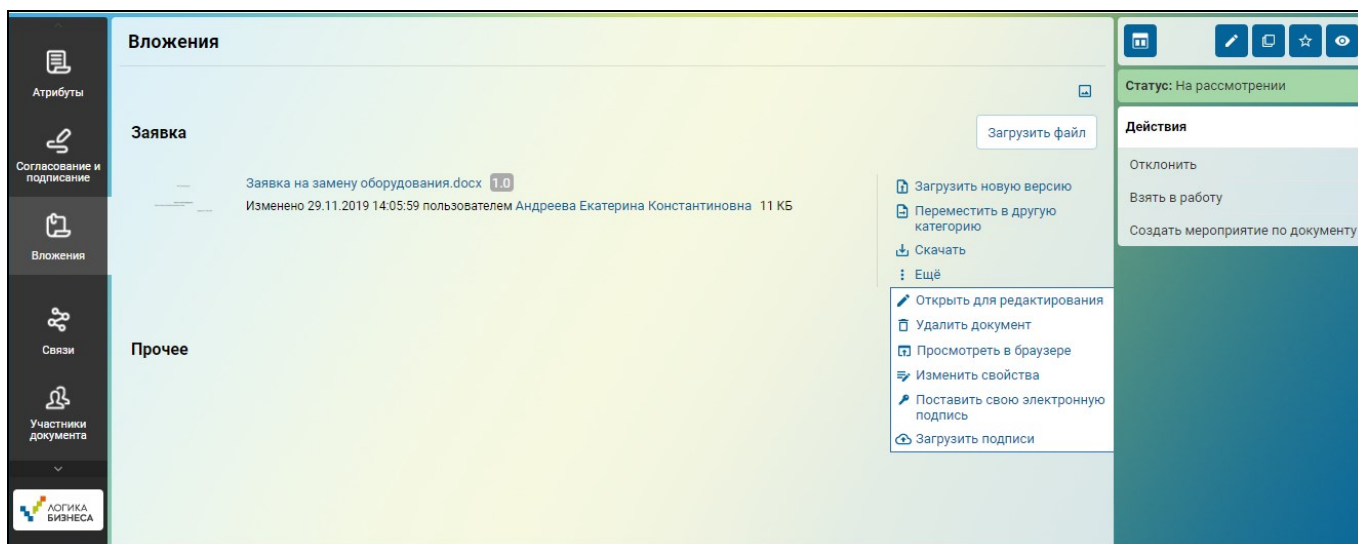 Атрибуты
Согласование и
подписание
Вложения
Связи
Участники
документа
ЛОГИКА
БИЗНЕСА
Вложения
Заявка
Загрузить файл
Заявка на замену оборудования.docx 1.0
Изменено 29.11.2019 14:05:59 пользователем Андреева Екатерина Константиновна 11 КБ
Загрузить новую версию
Переместить в другую
категорию
Скачать
Ещё
Открыть для редактирования
Удалить документ
Просмотреть в браузере
Изменить свойства
Поставить свою электронную
подпись
Загрузить подписи
Прочее
Статус: На рассмотрении
Действия
Отклонить
Взять в работу
Создать мероприятие по документу